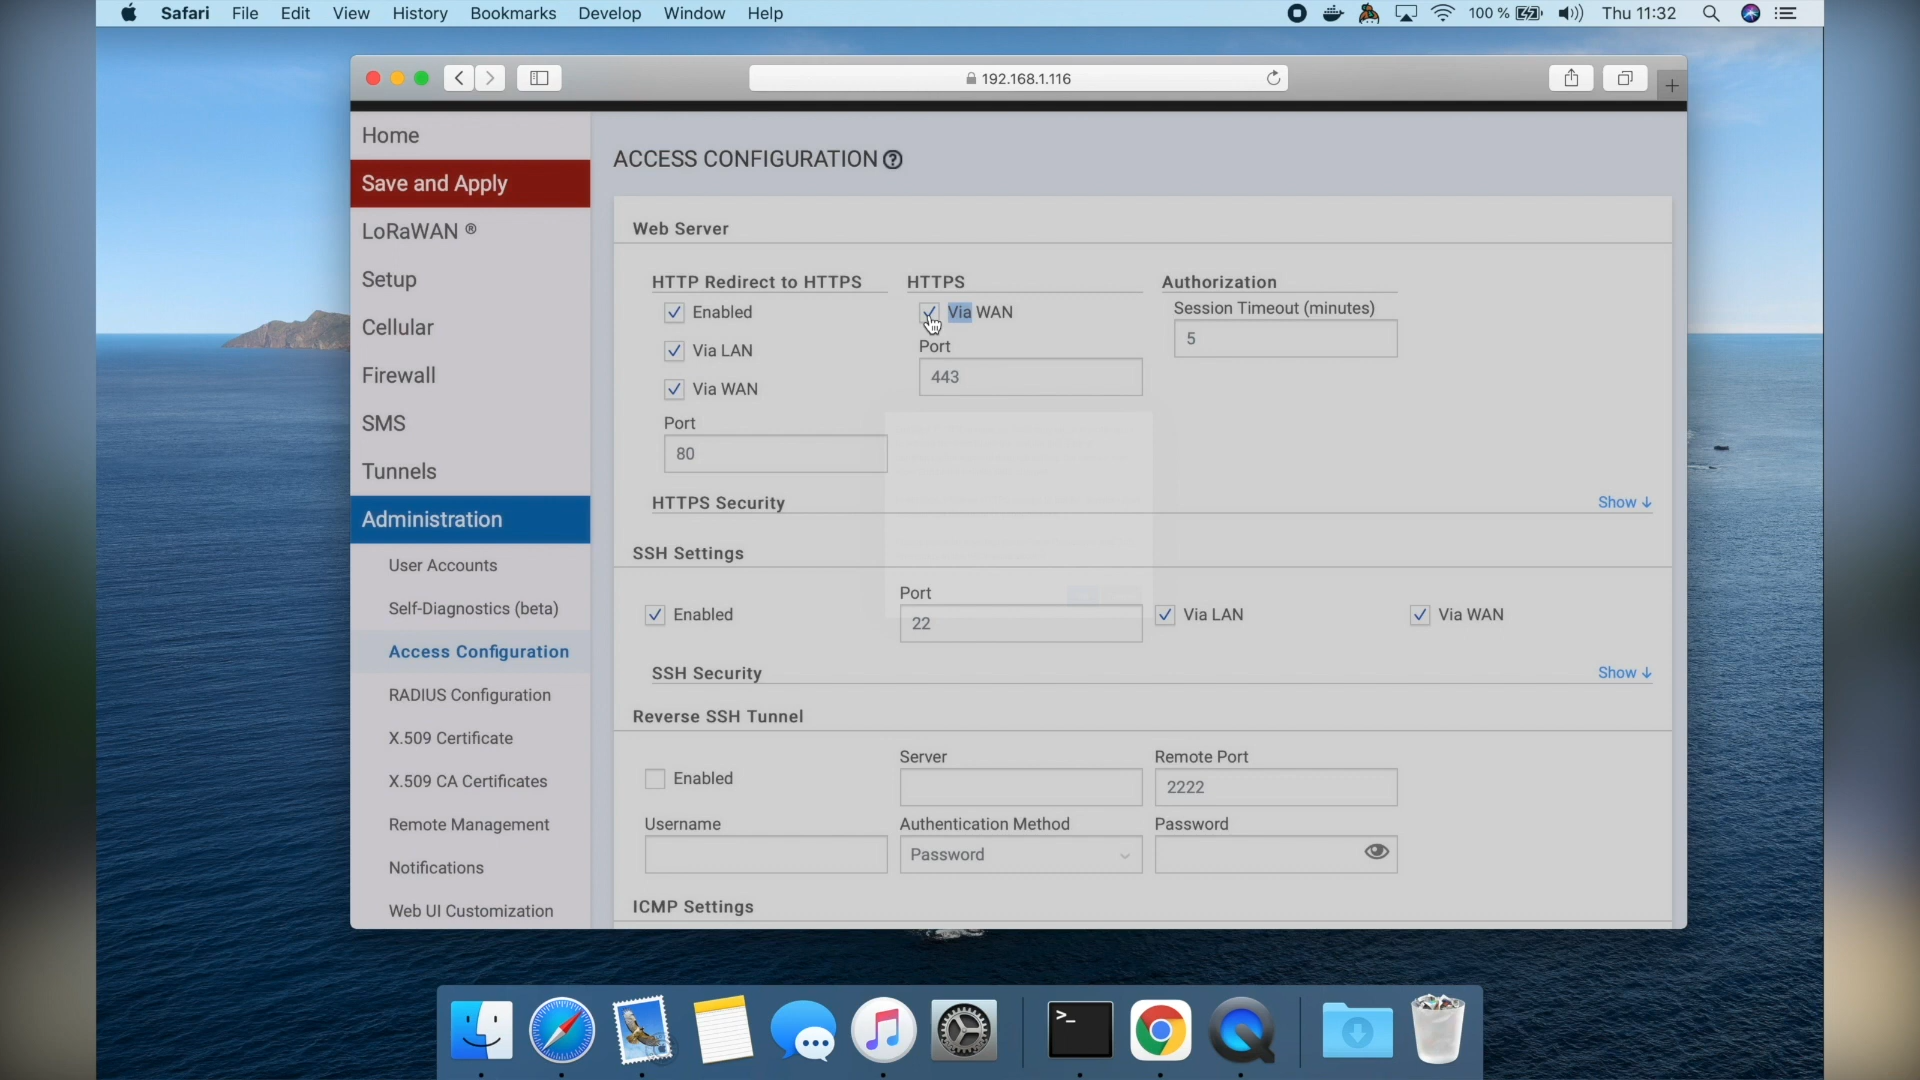 Safari File Edit View History Bookmarks Develop Window Help 100 % Thu 11:32
192.168.1.116
Home
Save and Apply
LoRaWAN ®
Setup
Cellular
Firewall
SMS
Tunnels
Administration
User Accounts
Self-Diagnostics (beta)
Access Configuration
RADIUS Configuration
X.509 Certificate
X.509 CA Certificates
Remote Management
Notifications
Web UI Customization
ACCESS CONFIGURATION ?
Web Server
HTTP Redirect to HTTPS
Enabled
Via LAN
Via WAN
Port
80
HTTPS
Via WAN
Port
443
Authorization
Session Timeout (minutes)
5
HTTPS Security Show ↓
SSH Settings
Enabled
Port
22
Via LAN
Via WAN
SSH Security Show ↓
Reverse SSH Tunnel
Enabled
Server
Remote Port
2222
Username
Authentication Method
Password
Password
ICMP Settings
>_